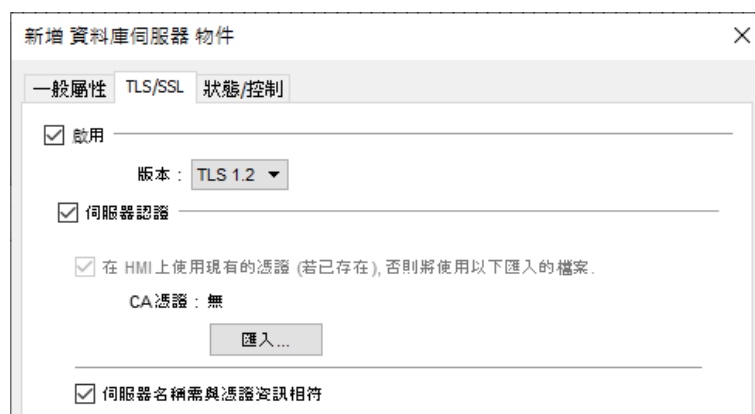 新增 資料庫伺服器 物件
一般屬性 TLS/SSL 狀態/控制
啟用
版本 : TLS 1.2
伺服器認證
在 HMI 上使用現有的憑證 (若已存在), 否則將使用以下匯入的檔案.
CA憑證 : 無
匯入...
伺服器名稱需與憑證資訊相符